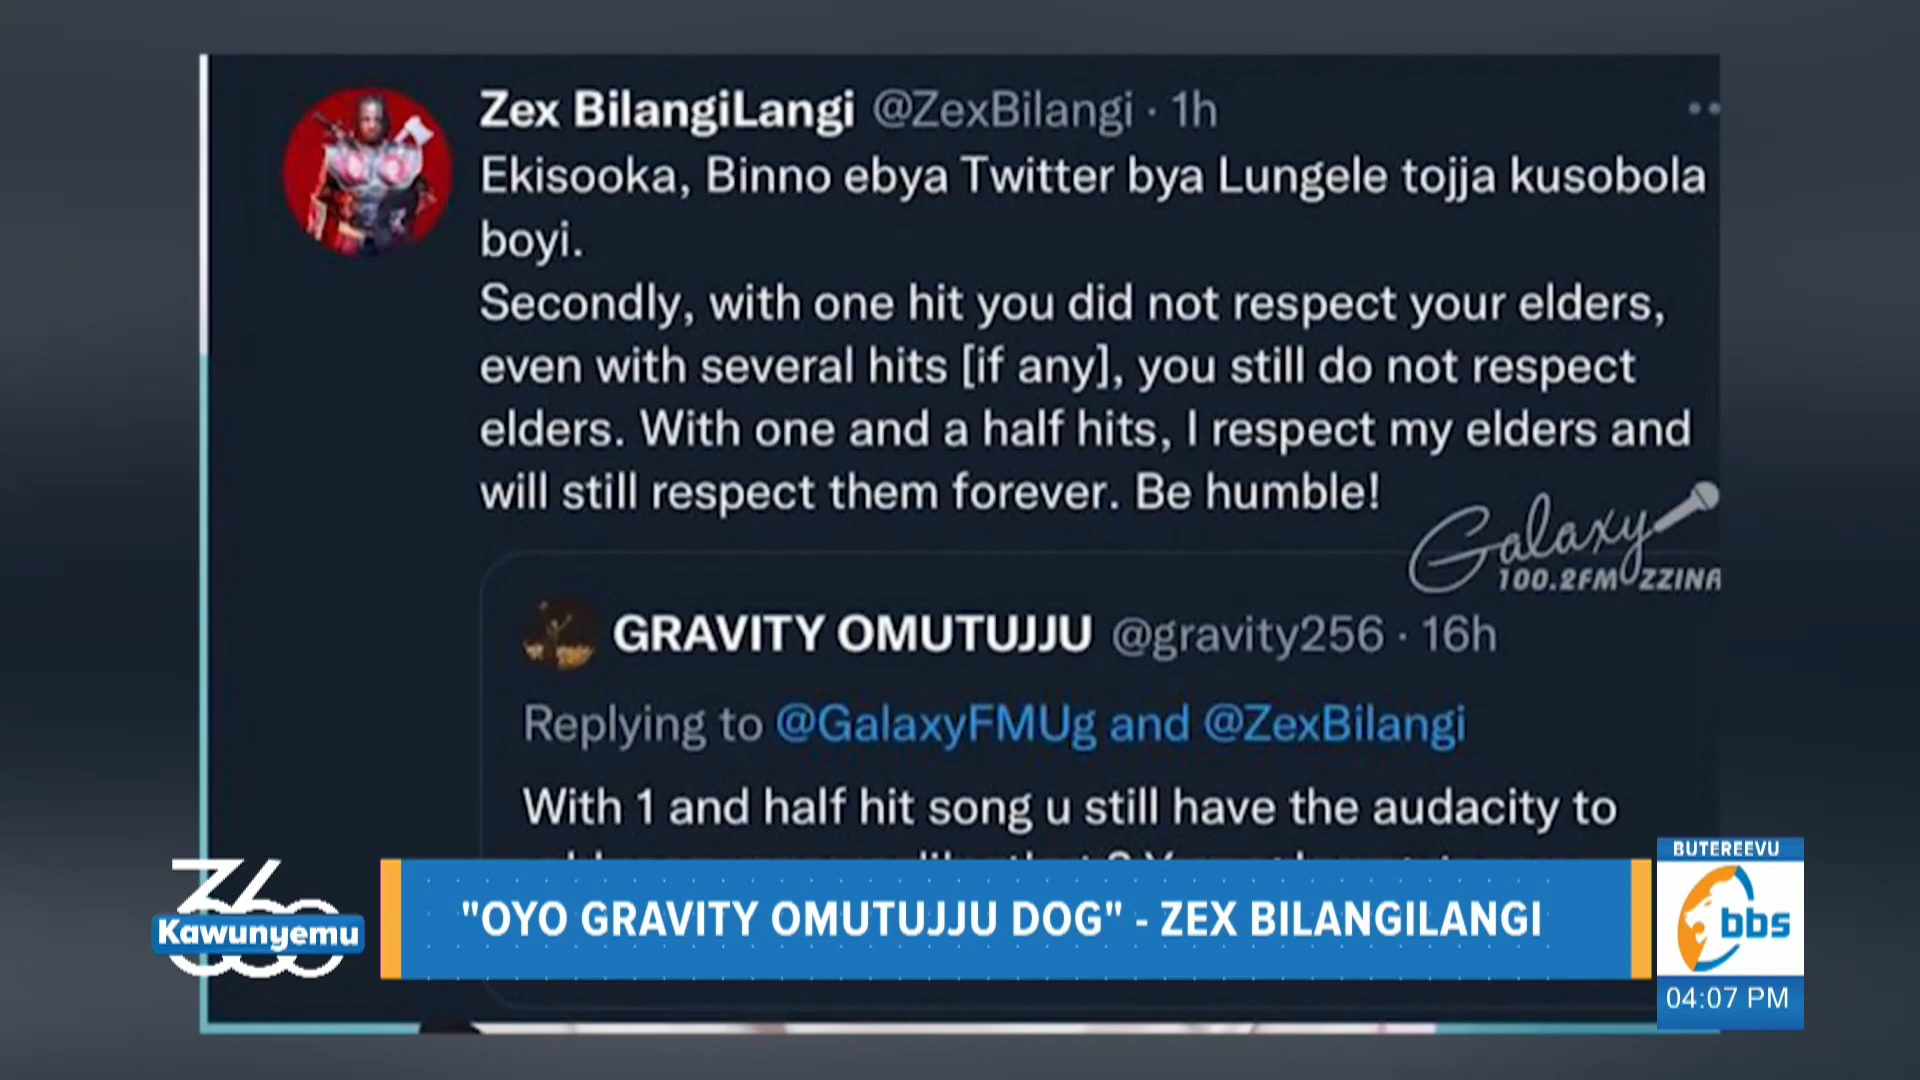 Zex BilangiLangi @ZexBilangi · 1h
Ekisooka, Binno ebya Twitter bya Lungele tojja kusobola
boyi.
Secondly, with one hit you did not respect your elders,
even with several hits [if any], you still do not respect
elders. With one and a half hits, I respect my elders and
will still respect them forever. Be humble!
Galaxy
100.2FM ZZINA
GRAVITY OMUTUJJU @gravity256 · 16h
Replying to @GalaxyFMUg and @ZexBilangi
With 1 and half hit song u still have the audacity to
360
Kawunyemu
"OYO GRAVITY OMUTUJJU DOG" - ZEX BILANGILANGI
BUTEREEVU
bbs
04:07 PM